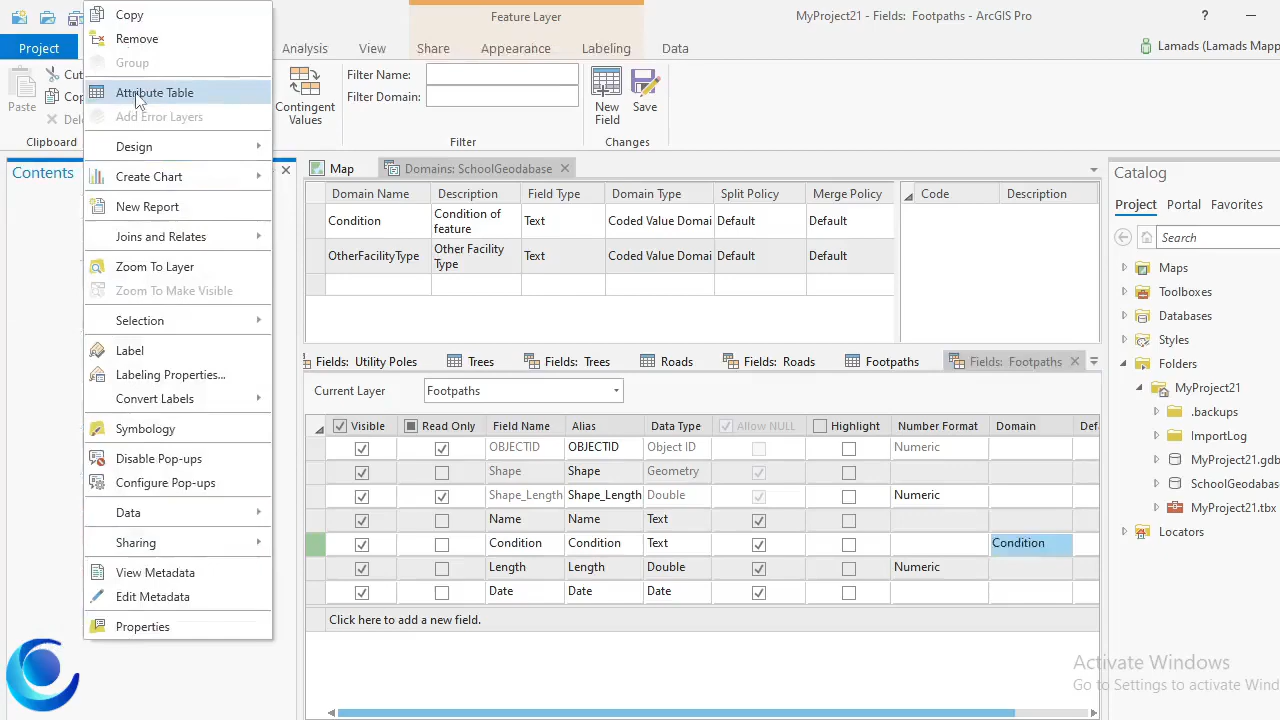 Feature Layer
MyProject21 - Fields: Footpaths - ArcGIS Pro
?
Project
Analysis
View
Share
Appearance
Labeling
Data
Lamads (Lamads Mapp
Paste
Cut
Clipboard
Contingent
Values
Filter Name:
Filter Domain:
Filter
New
Field
Save
Changes
Copy
Remove
Group
Attribute Table
Add Error Layers
Design
Create Chart
New Report
Joins and Relates
Zoom To Layer
Zoom To Make Visible
Selection
Label
Labeling Properties...
Convert Labels
Symbology
Disable Pop-ups
Configure Pop-ups
Data
Sharing
View Metadata
Edit Metadata
Properties
Contents
Map
Domains: SchoolGeodatabase
Domain Name Description Field Type Domain Type Split Policy Merge Policy
Code Description
Condition
Condition of
feature
Text Coded Value Domai Default Default
OtherFacilityType
Other Facility
Type
Text Coded Value Domai Default Default
Fields: Utility Poles
Trees
Fields: Trees
Roads
Fields: Roads
Footpaths
Fields: Footpaths
Current Layer
Footpaths
Visible Read Only Field Name Alias Data Type Allow NULL Highlight Number Format Domain Def
OBJECTID OBJECTID Object ID Numeric
Shape Shape Geometry
Shape_Length Shape_Length Double Numeric
Name Name Text
Condition Condition Text Condition
Length Length Double Numeric
Date Date Date
Click here to add a new field.
Catalog
Project Portal Favorites
Search
Maps
Toolboxes
Databases
Styles
Folders
MyProject21
.backups
ImportLog
MyProject21.gdb
SchoolGeodatabas
MyProject21.tbx
Locators
Activate Windows
Go to Settings to activate Wind